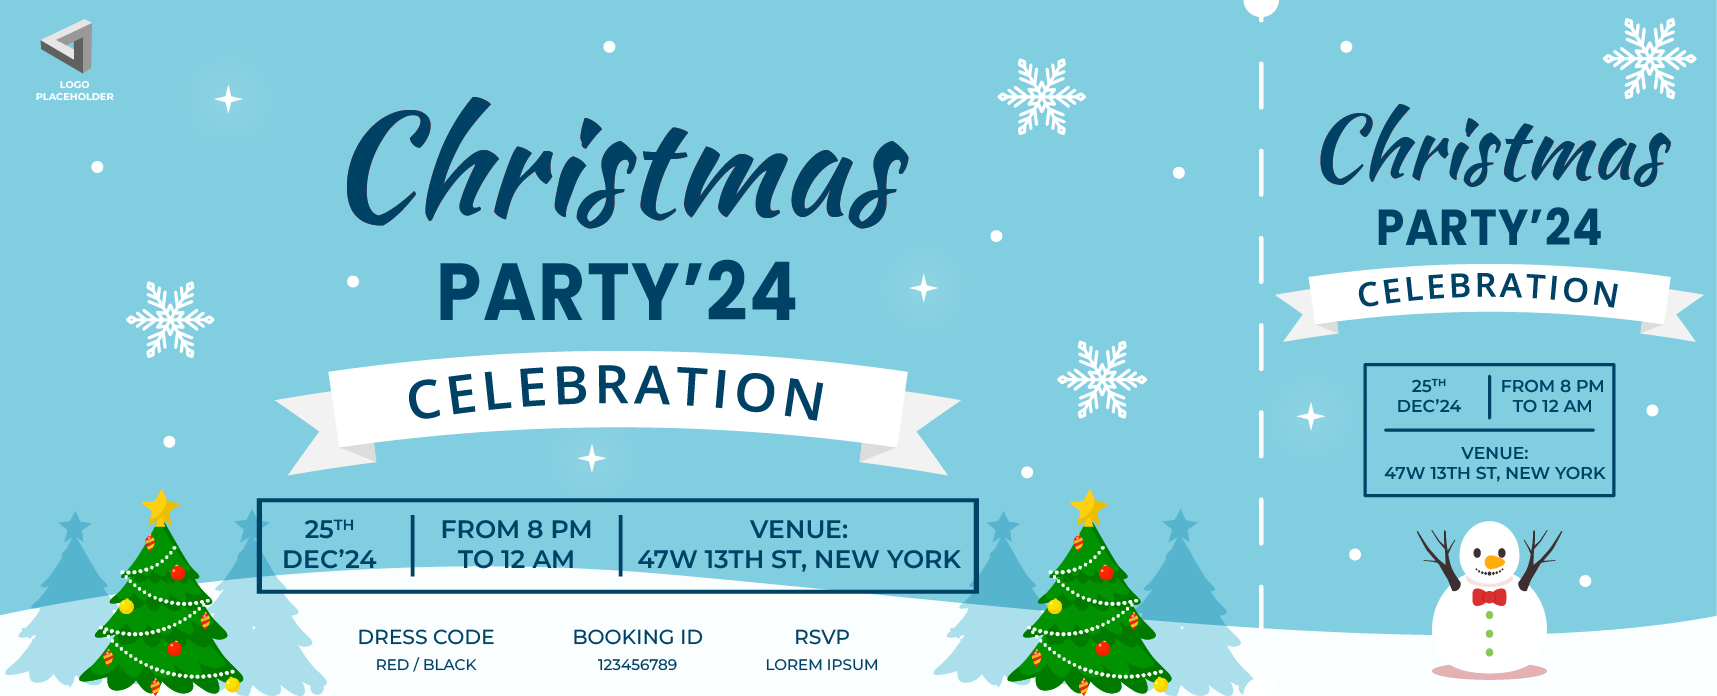 LOGO
PLACEHOLDER
Christmas
PARTY’24
CELEBRATION
25TH
DEC’24
FROM 8 PM
TO 12 AM
VENUE:
47W 13TH ST, NEW YORK
DRESS CODE
RED / BLACK
BOOKING ID
123456789
RSVP
LOREM IPSUM
Christmas
PARTY’24
CELEBRATION
25TH
DEC’24
FROM 8 PM
TO 12 AM
VENUE:
47W 13TH ST, NEW YORK